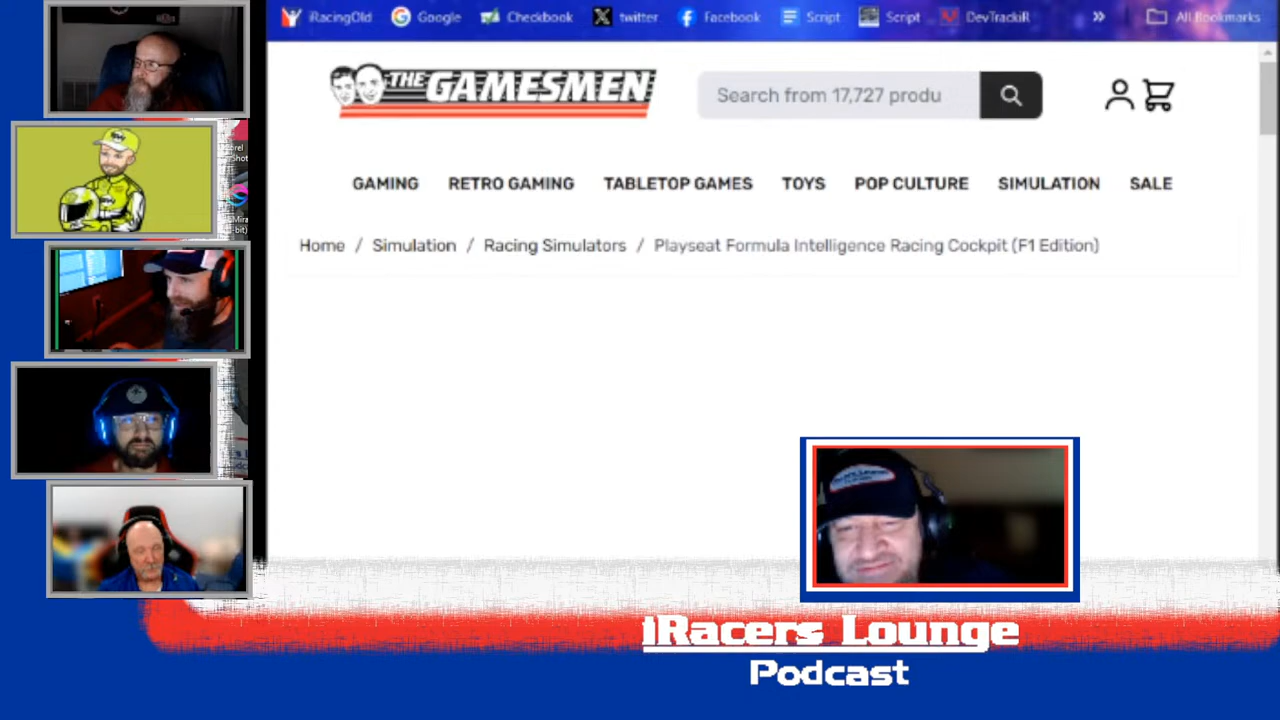 iRacingOld Google Checkbook twitter Facebook Script Script DevTrackiR » All Bookmarks
THE GAMESMEN
Search from 17,727 produ
GAMING RETRO GAMING TABLETOP GAMES TOYS POP CULTURE SIMULATION SALE
Home / Simulation / Racing Simulators / Playseat Formula Intelligence Racing Cockpit (F1 Edition)
iRacers Lounge
Podcast